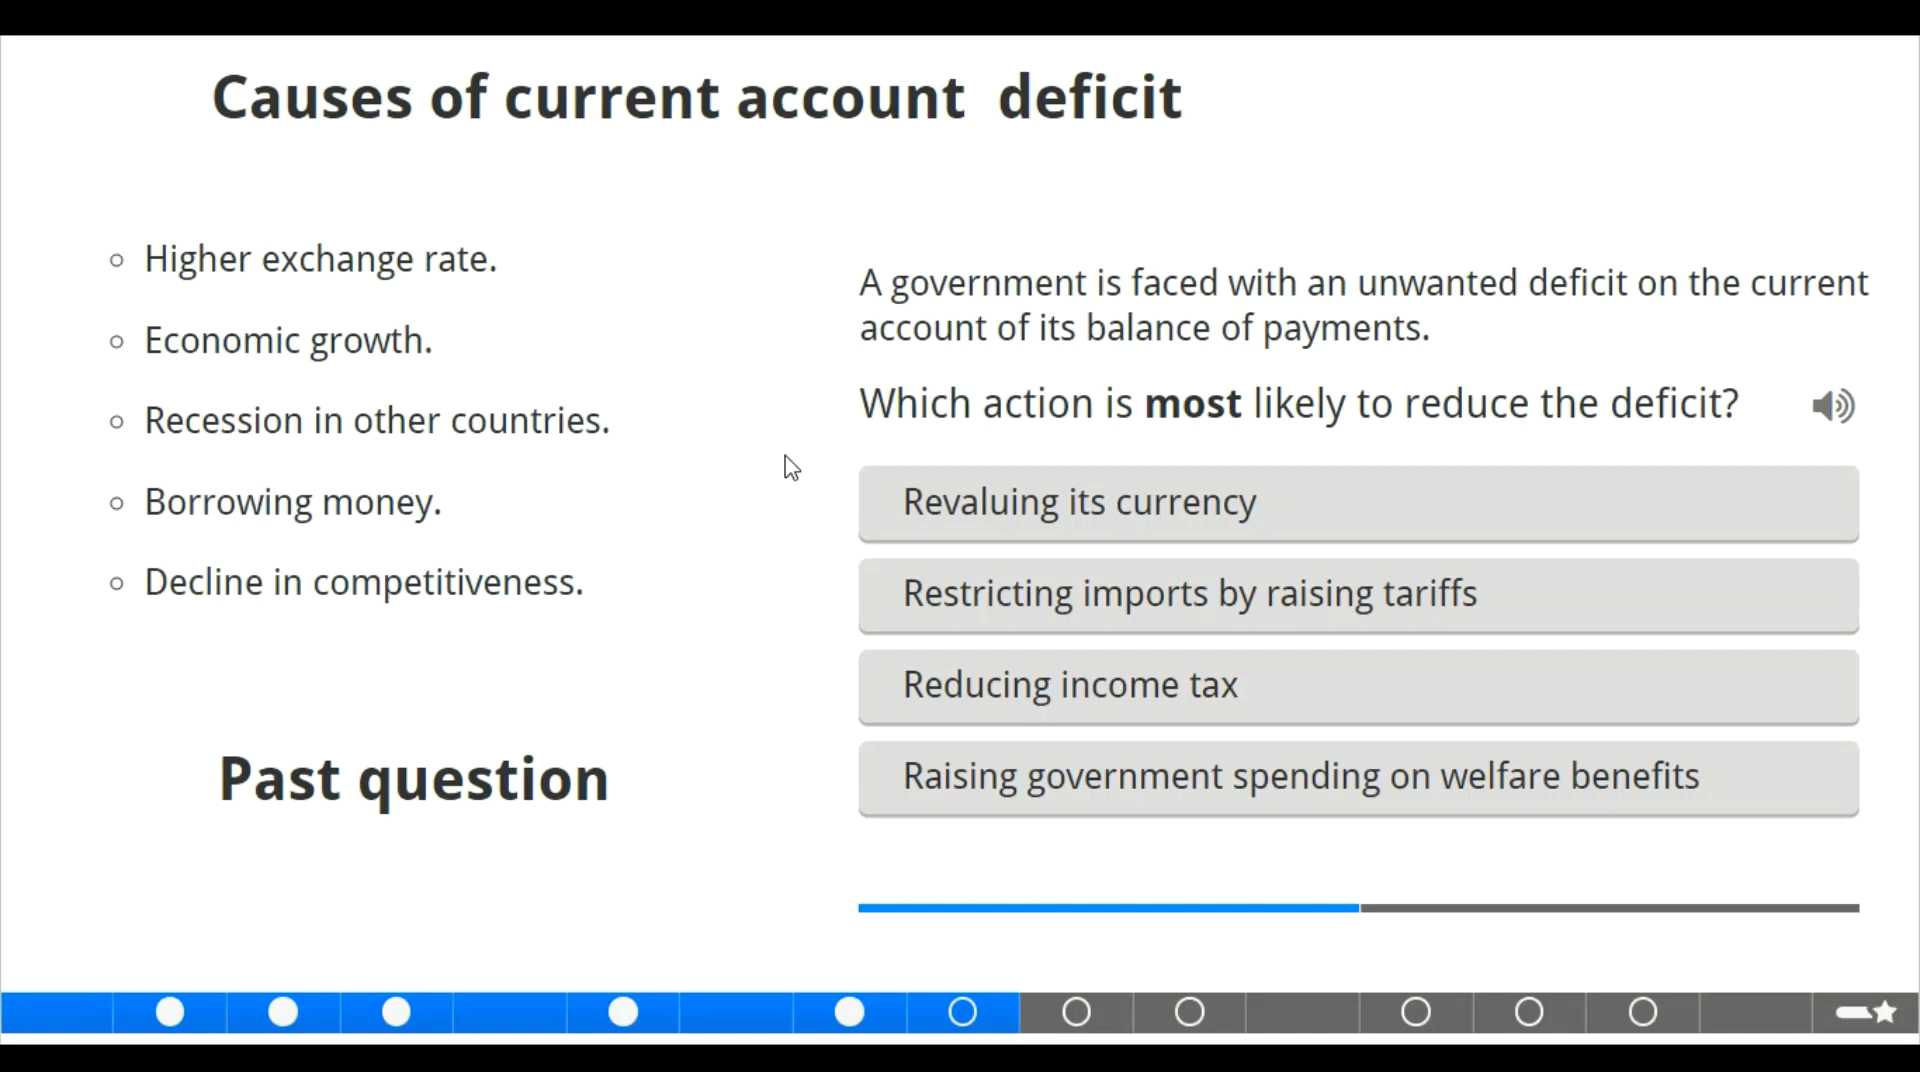 Causes of current account deficit
Higher exchange rate.
Economic growth.
Recession in other countries.
Borrowing money.
Decline in competitiveness.
Past question
A government is faced with an unwanted deficit on the current
account of its balance of payments.
Which action is most likely to reduce the deficit?
Revaluing its currency
Restricting imports by raising tariffs
Reducing income tax
Raising government spending on welfare benefits